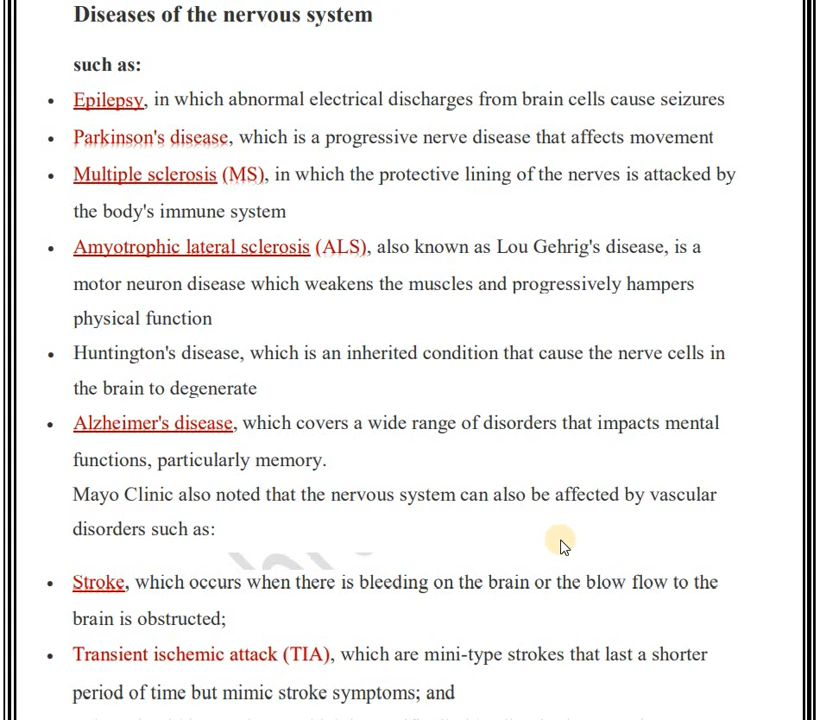 Diseases of the nervous system
such as:
• Epilepsy, in which abnormal electrical discharges from brain cells cause seizures
• Parkinson's disease, which is a progressive nerve disease that affects movement
• Multiple sclerosis (MS), in which the protective lining of the nerves is attacked by
the body's immune system
• Amyotrophic lateral sclerosis (ALS), also known as Lou Gehrig's disease, is a
motor neuron disease which weakens the muscles and progressively hampers
physical function
• Huntington's disease, which is an inherited condition that cause the nerve cells in
the brain to degenerate
• Alzheimer's disease, which covers a wide range of disorders that impacts mental
functions, particularly memory.
Mayo Clinic also noted that the nervous system can also be affected by vascular
disorders such as:
• Stroke, which occurs when there is bleeding on the brain or the blow flow to the
brain is obstructed;
• Transient ischemic attack (TIA), which are mini-type strokes that last a shorter
period of time but mimic stroke symptoms; and